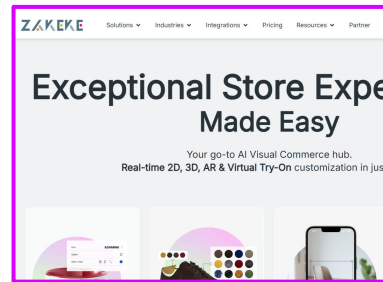 ZAKEKE Solutions Industries Integrations Pricing Resources Partner
Exceptional Store Expe
Made Easy
Your go-to AI Visual Commerce hub.
Real-time 2D, 3D, AR & Virtual Try-On customization in jus